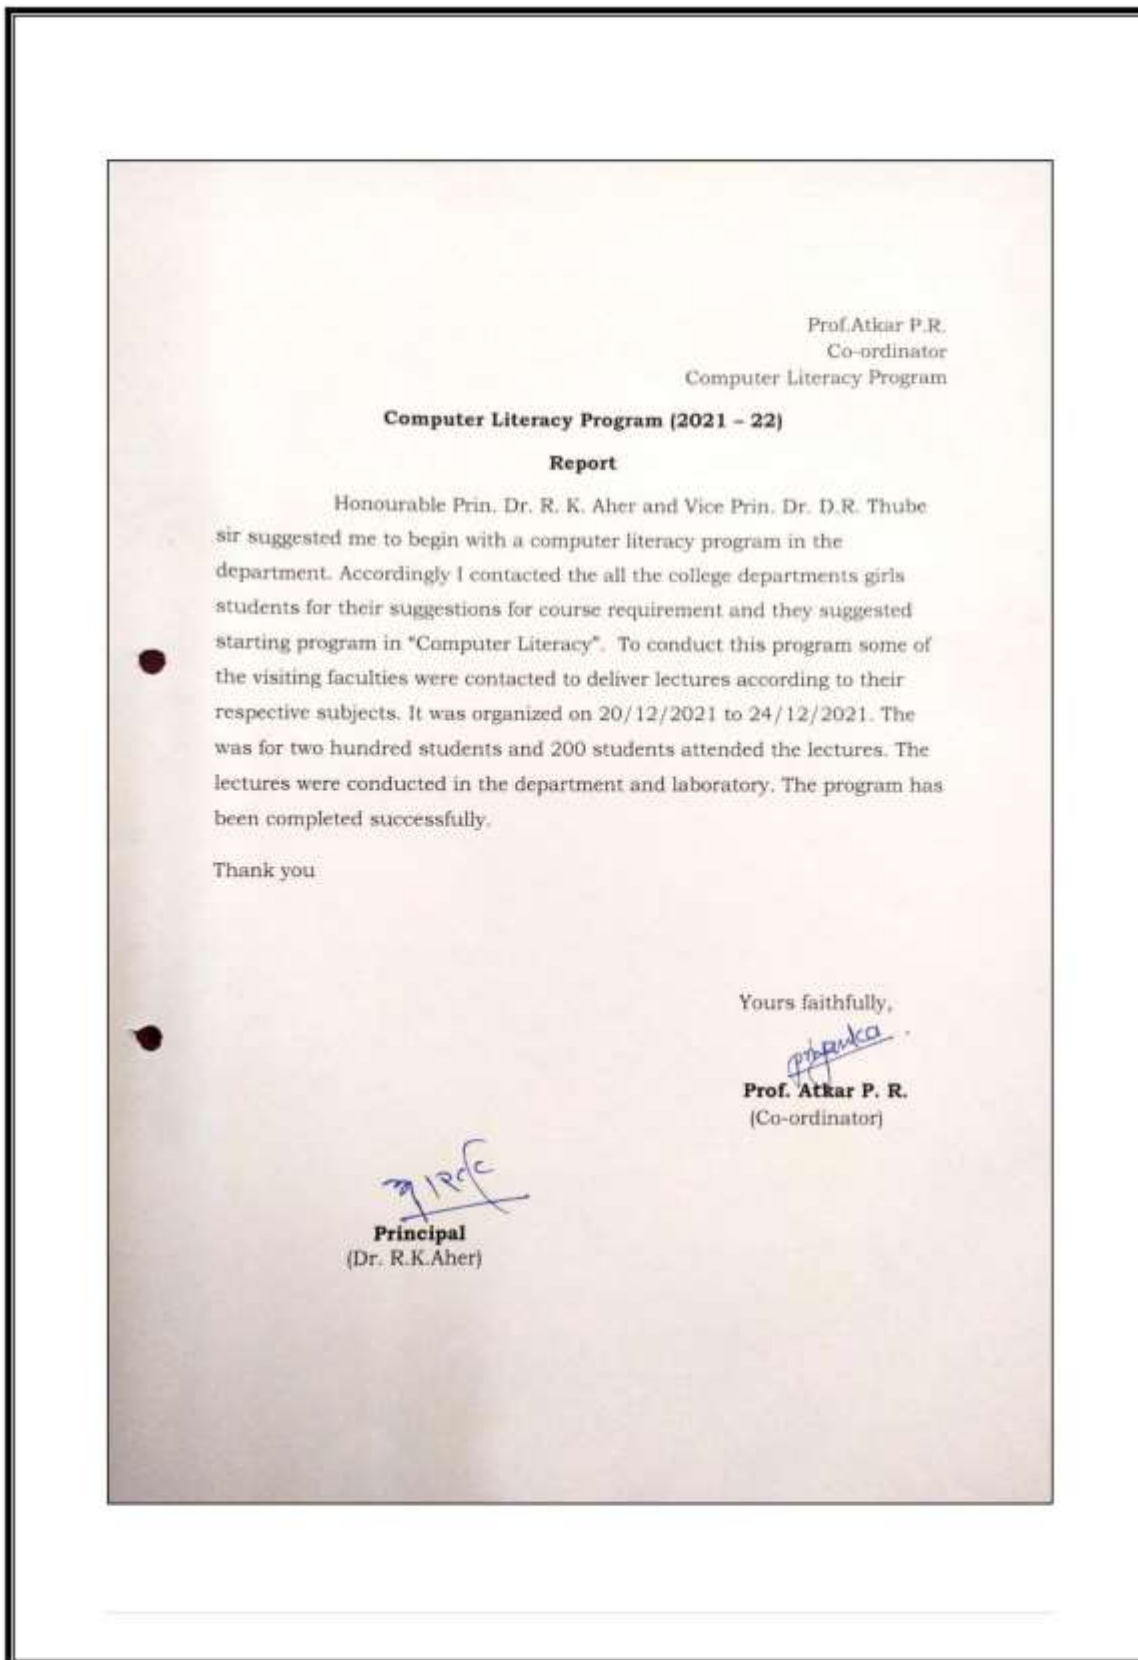 Prof.Atkar P.R.
Co-ordinator
Computer Literacy Program
Computer Literacy Program (2021 – 22)
Report
Honourable Prin. Dr. R. K. Aher and Vice Prin. Dr. D.R. Thube
sir suggested me to begin with a computer literacy program in the
department. Accordingly I contacted the all the college departments girls
students for their suggestions for course requirement and they suggested
starting program in "Computer Literacy". To conduct this program some of
the visiting faculties were contacted to deliver lectures according to their
respective subjects. It was organized on 20/12/2021 to 24/12/2021. The
was for two hundred students and 200 students attended the lectures. The
lectures were conducted in the department and laboratory. The program has
been completed successfully.
Thank you
Yours faithfully,
priyanka
Prof. Atkar P. R.
(Co-ordinator)
Principal
(Dr. R.K.Aher)